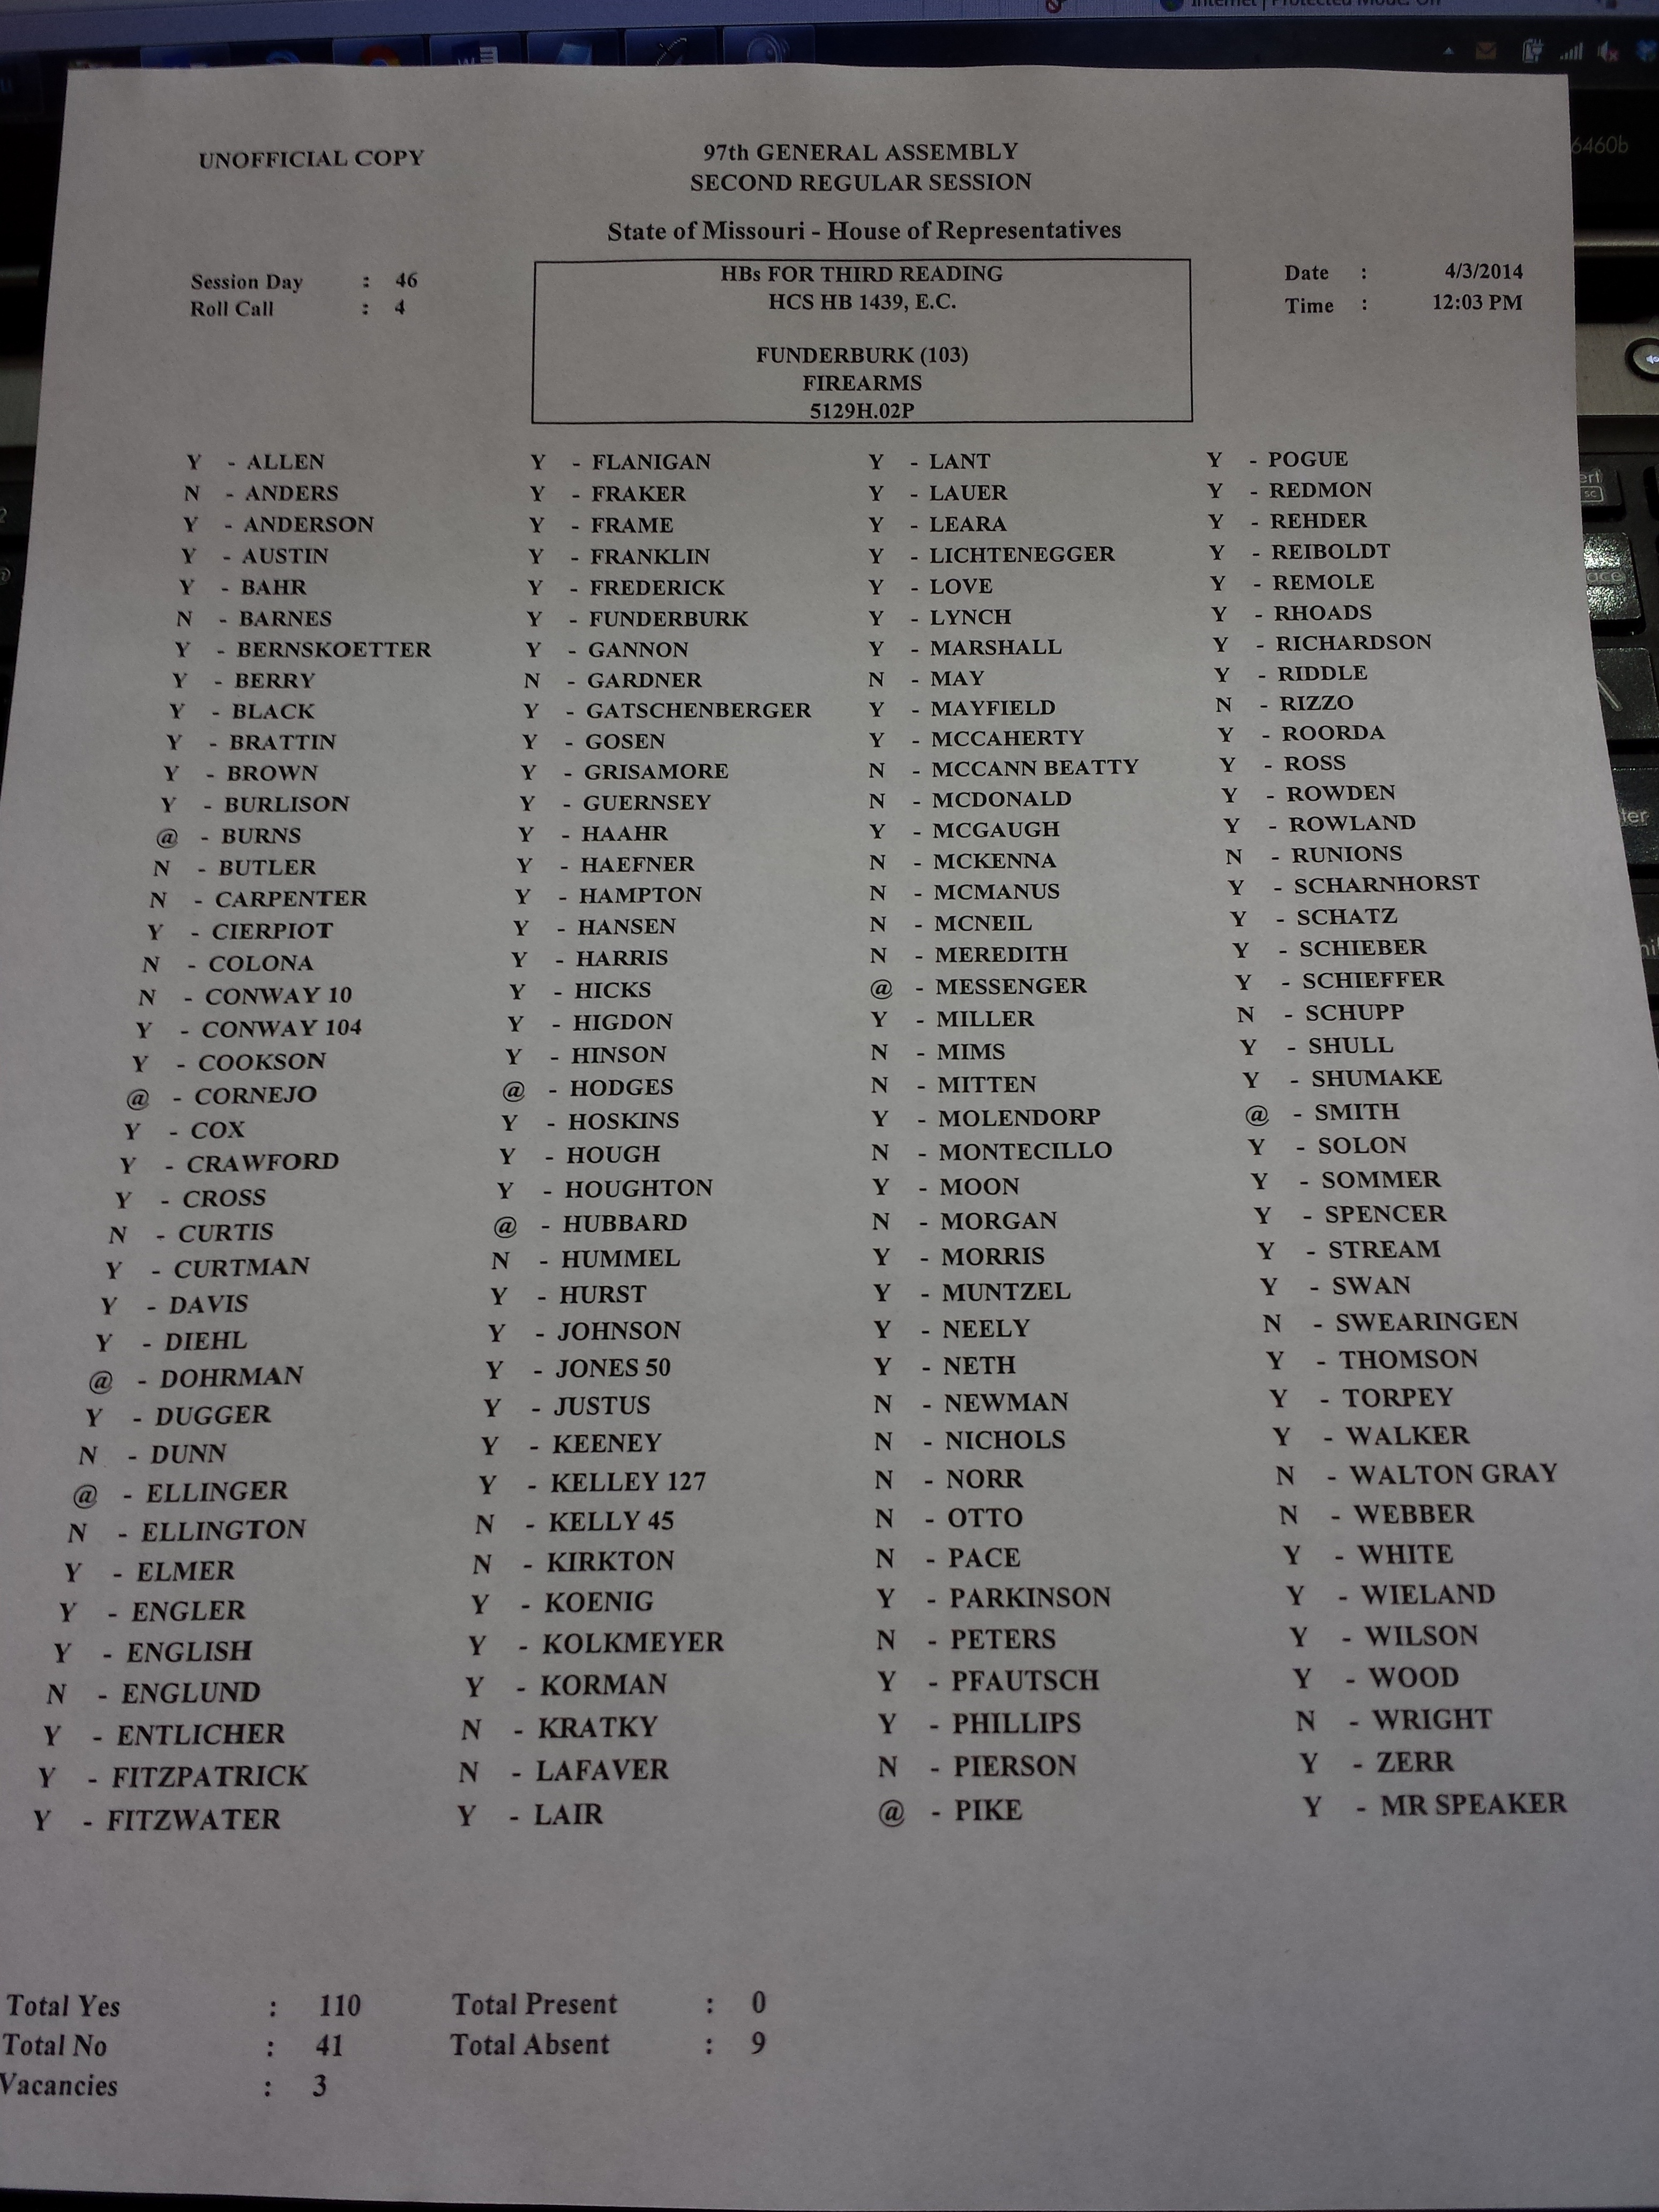 Internet | Protected Mode: Off
6460b
UNOFFICIAL COPY
97th GENERAL ASSEMBLY
SECOND REGULAR SESSION
State of Missouri - House of Representatives
Session Day : 46
Roll Call : 4
HBs FOR THIRD READING
HCS HB 1439, E.C.
FUNDERBURK (103)
FIREARMS
5129H.02P
Date : 4/3/2014
Time : 12:03 PM
Y - ALLEN
N - ANDERS
Y - ANDERSON
Y - AUSTIN
Y - BAHR
N - BARNES
Y - BERNSKOETTER
Y - BERRY
Y - BLACK
Y - BRATTIN
Y - BROWN
Y - BURLISON
@ - BURNS
N - BUTLER
N - CARPENTER
Y - CIERPIOT
N - COLONA
N - CONWAY 10
Y - CONWAY 104
Y - COOKSON
@ - CORNEJO
Y - COX
Y - CRAWFORD
Y - CROSS
N - CURTIS
Y - CURTMAN
Y - DAVIS
Y - DIEHL
@ - DOHRMAN
Y - DUGGER
N - DUNN
@ - ELLINGER
N - ELLINGTON
Y - ELMER
Y - ENGLER
Y - ENGLISH
N - ENGLUND
Y - ENTLICHER
Y - FITZPATRICK
Y - FITZWATER
Y - FLANIGAN
Y - FRAKER
Y - FRAME
Y - FRANKLIN
Y - FREDERICK
Y - FUNDERBURK
Y - GANNON
N - GARDNER
Y - GATSCHENBERGER
Y - GOSEN
Y - GRISAMORE
Y - GUERNSEY
Y - HAAHR
Y - HAEFNER
Y - HAMPTON
Y - HANSEN
Y - HARRIS
Y - HICKS
Y - HIGDON
Y - HINSON
@ - HODGES
Y - HOSKINS
Y - HOUGH
Y - HOUGHTON
@ - HUBBARD
N - HUMMEL
Y - HURST
Y - JOHNSON
Y - JONES 50
Y - JUSTUS
Y - KEENEY
Y - KELLEY 127
N - KELLY 45
N - KIRKTON
Y - KOENIG
Y - KOLKMEYER
Y - KORMAN
N - KRATKY
N - LAFAVER
Y - LAIR
Y - LANT
Y - LAUER
Y - LEARA
Y - LICHTENEGGER
Y - LOVE
Y - LYNCH
Y - MARSHALL
N - MAY
Y - MAYFIELD
Y - MCCAHERTY
N - MCCANN BEATTY
N - MCDONALD
Y - MCGAUGH
N - MCKENNA
N - MCMANUS
N - MCNEIL
N - MEREDITH
@ - MESSENGER
Y - MILLER
N - MIMS
N - MITTEN
Y - MOLENDORP
N - MONTECILLO
Y - MOON
N - MORGAN
Y - MORRIS
Y - MUNTZEL
Y - NEELY
Y - NETH
N - NEWMAN
N - NICHOLS
N - NORR
N - OTTO
N - PACE
Y - PARKINSON
N - PETERS
Y - PFAUTSCH
Y - PHILLIPS
N - PIERSON
@ - PIKE
Y - POGUE
Y - REDMON
Y - REHDER
Y - REIBOLDT
Y - REMOLE
Y - RHOADS
Y - RICHARDSON
Y - RIDDLE
N - RIZZO
Y - ROORDA
Y - ROSS
Y - ROWDEN
Y - ROWLAND
N - RUNIONS
Y - SCHARNHORST
Y - SCHATZ
Y - SCHIEBER
Y - SCHIEFFER
N - SCHUPP
Y - SHULL
Y - SHUMAKE
@ - SMITH
Y - SOLON
Y - SOMMER
Y - SPENCER
Y - STREAM
Y - SWAN
N - SWEARINGEN
Y - THOMSON
Y - TORPEY
Y - WALKER
N - WALTON GRAY
N - WEBBER
Y - WHITE
Y - WIELAND
Y - WILSON
Y - WOOD
N - WRIGHT
Y - ZERR
Y - MR SPEAKER
Total Yes : 110 Total Present : 0
Total No : 41 Total Absent : 9
Vacancies : 3